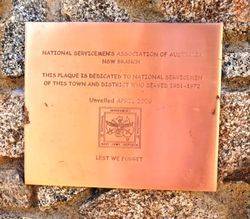 NATIONAL SERVICEMEN'S ASSOCIATION OF AUSTRALIA
NSW BRANCH
THIS PLAQUE IS DEDICATED TO NATIONAL SERVICEMEN
OF THIS TOWN AND DISTRICT WHO SERVED 1951-1972
Unveiled APRIL
LEST WE FORGET